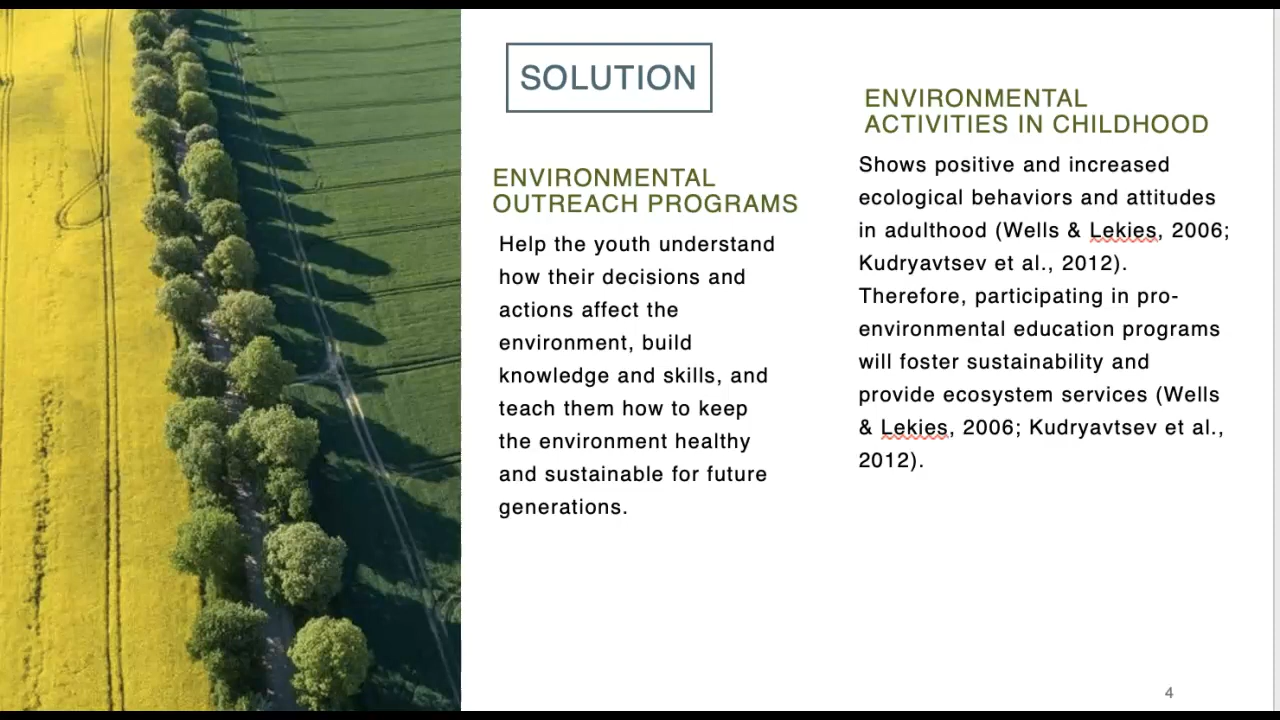 SOLUTION
ENVIRONMENTAL
OUTREACH PROGRAMS
Help the youth understand
how their decisions and
actions affect the
environment, build
knowledge and skills, and
teach them how to keep
the environment healthy
and sustainable for future
generations.
ENVIRONMENTAL
ACTIVITIES IN CHILDHOOD
Shows positive and increased
ecological behaviors and attitudes
in adulthood (Wells & Lekies, 2006;
Kudryavtsev et al., 2012).
Therefore, participating in pro-
environmental education programs
will foster sustainability and
provide ecosystem services (Wells
& Lekies, 2006; Kudryavtsev et al.,
2012).
4